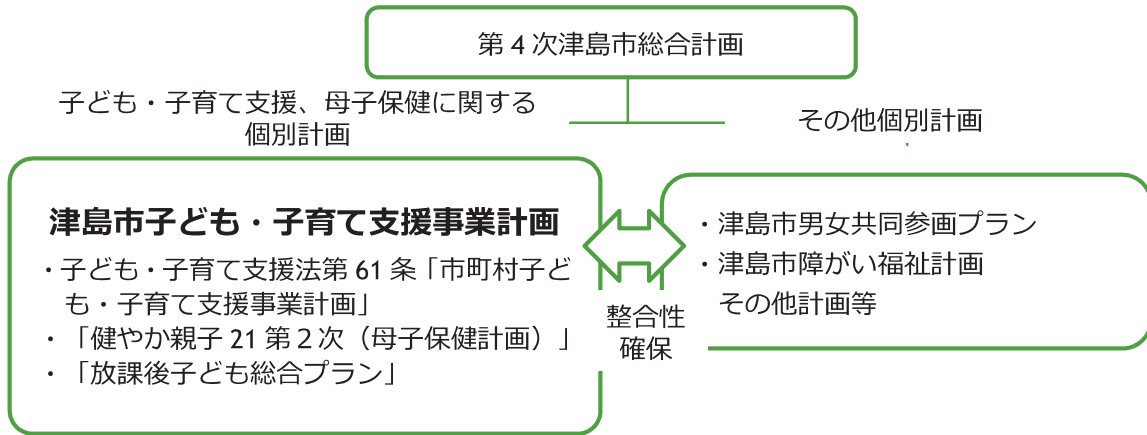 第4次津島市総合計画
子ども・子育て支援、母子保健に関する
個別計画
その他個別計画
津島市子ども・子育て支援事業計画
・子ども・子育て支援法第 61 条「市町村子ど
も・子育て支援事業計画」
・「健やか親子 21 第２次（母子保健計画）」
・「放課後子ども総合プラン」
整合性
確保
・津島市男女共同参画プラン
・津島市障がい福祉計画
その他計画等